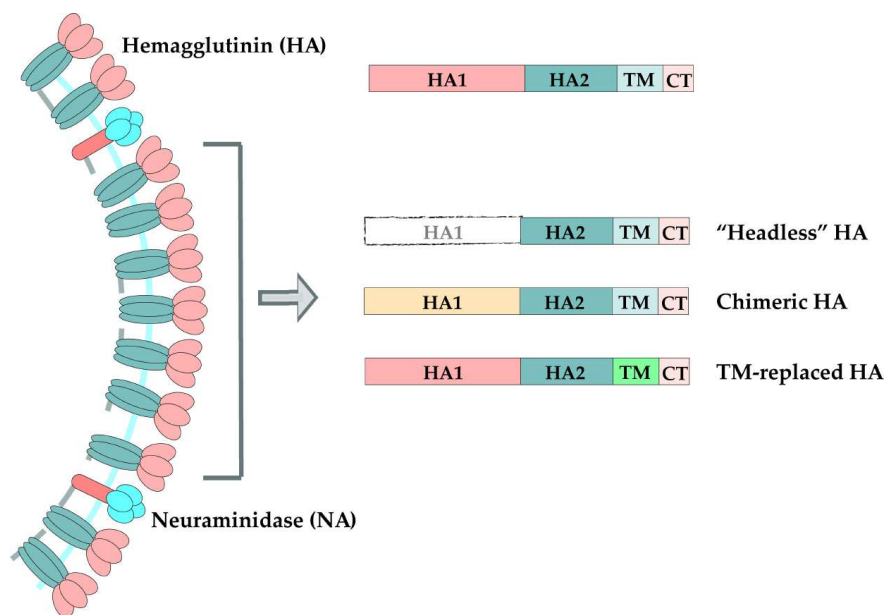 Hemagglutinin (HA)
HA1 HA2 TM CT
HA1 HA2 TM CT "Headless" HA
HA1 HA2 TM CT Chimeric HA
HA1 HA2 TM CT TM-replaced HA
Neuraminidase (NA)